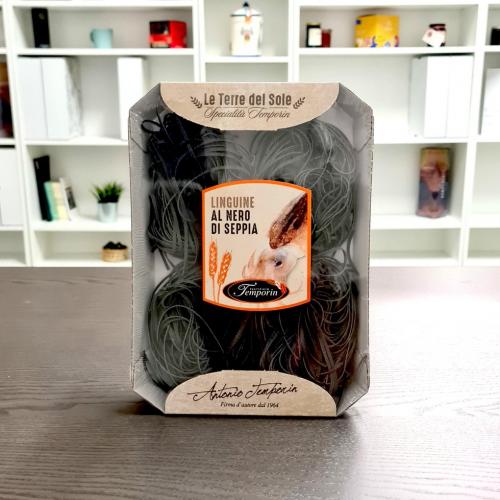 Le Terre del Sole
Specialità Temporin
LINGUINE
AL NERO
DI SEPPIA
Temporin
Antonio Temporin
Firma d'autore dal 1964